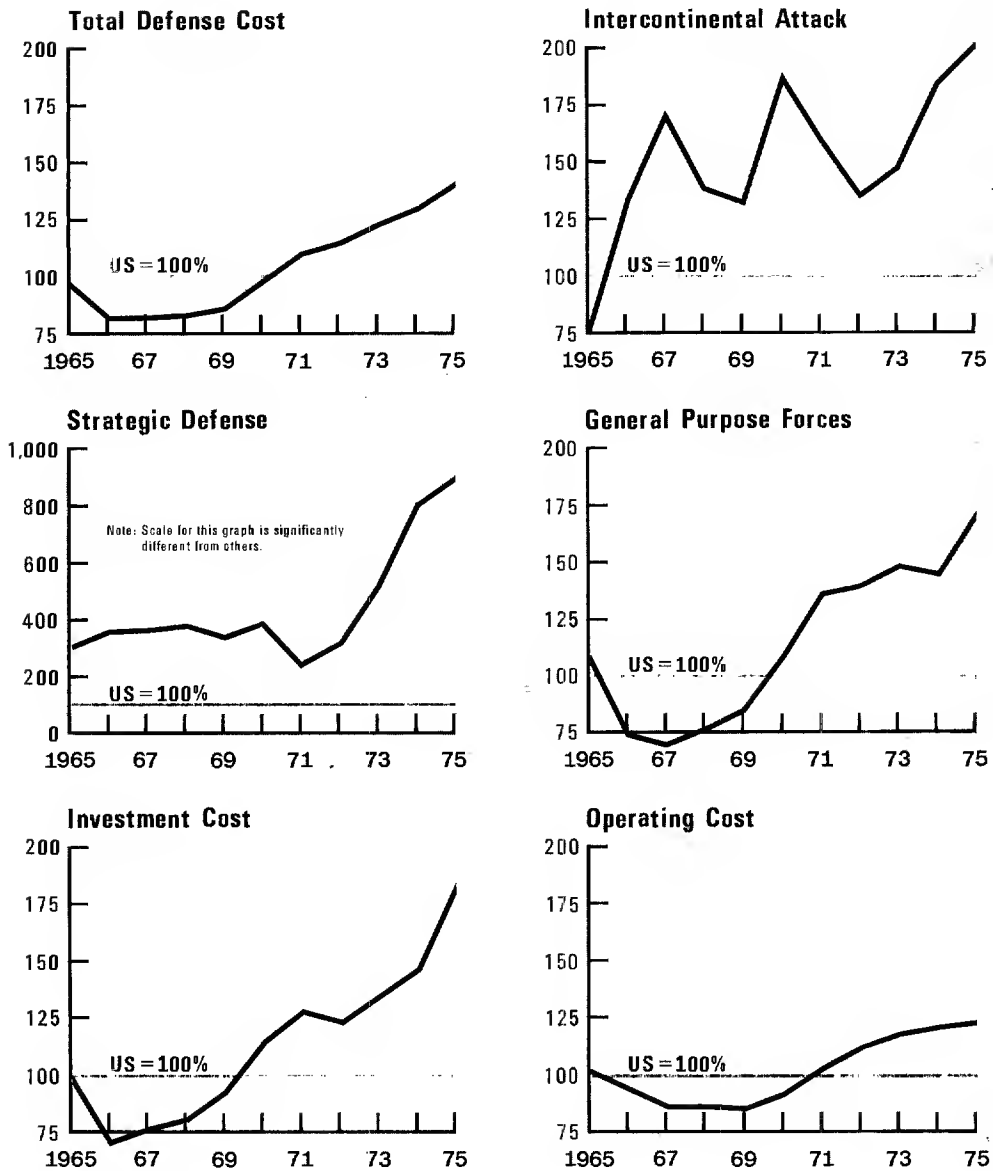 Total Defense Cost
200
175
150
125
100
75
US = 100%
1965 67 69 71 73 75
Intercontinental Attack
200
175
150
125
100
75
US = 100%
1965 67 69 71 73 75
Strategic Defense
1,000
800
600
400
200
0
Note: Scale for this graph is significantly
different from others.
US = 100%
1965 67 69 71 73 75
General Purpose Forces
200
175
150
125
100
75
US = 100%
1965 67 69 71 73 75
Investment Cost
200
175
150
125
100
75
US = 100%
1965 67 69 71 73 75
Operating Cost
200
175
150
125
100
75
US = 100%
1965 67 69 71 73 75